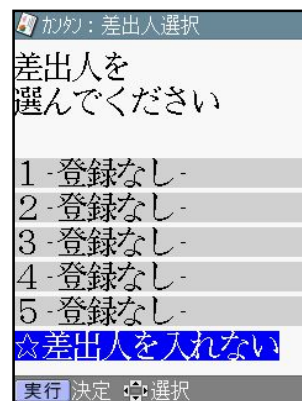 カンタン：差出人選択
差出人を
選んでください
1 -登録なし-
2 -登録なし-
3 -登録なし-
4 -登録なし-
5 -登録なし-
☆差出人を入れない
実行 決定 選択